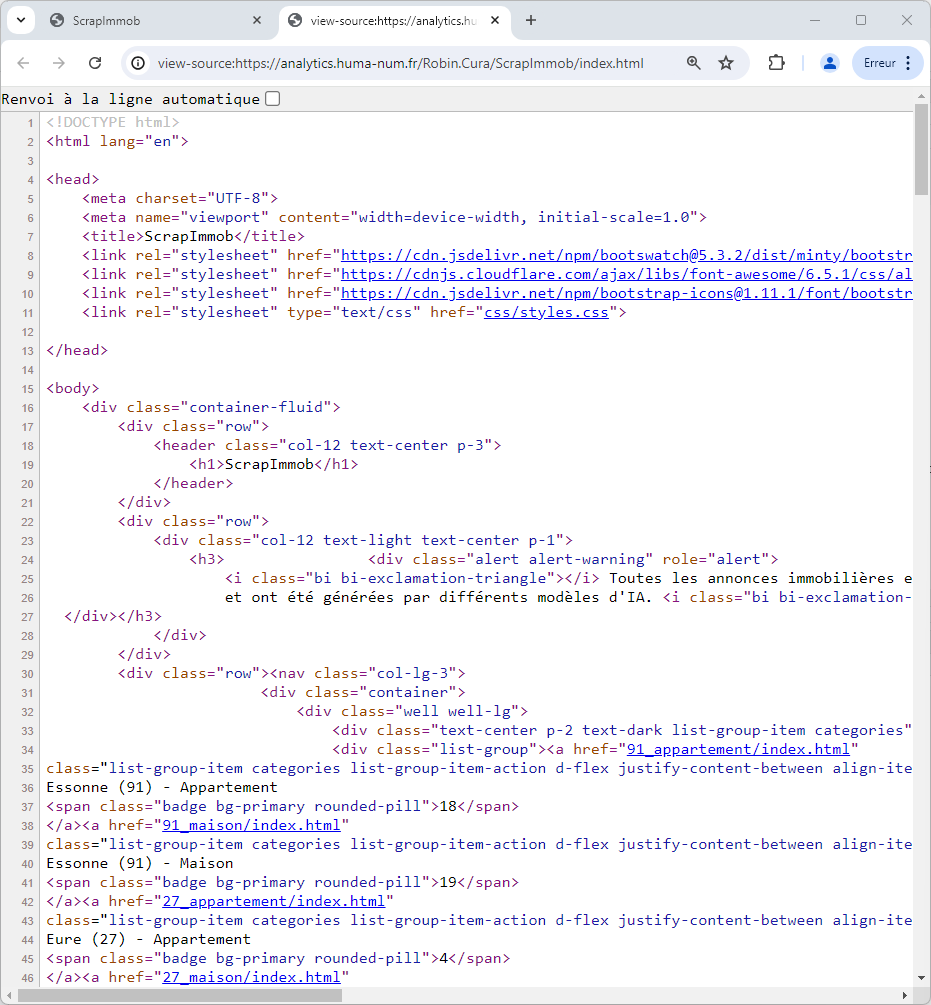 ScrapImmob
view-source:https://analytics.hu
view-source:https://analytics.huma-num.fr/Robin.Cura/ScrapImmob/index.html
Erreur
Renvoi à la ligne automatique
1 <!DOCTYPE html>
2 <html lang="en">
3
4 <head>
5 <meta charset="UTF-8">
6 <meta name="viewport" content="width=device-width, initial-scale=1.0">
7 <title>ScrapImmob</title>
8 <link rel="stylesheet" href="https://cdn.jsdelivr.net/npm/bootswatch@5.3.2/dist/minty/bootstr
9 <link rel="stylesheet" href="https://cdnjs.cloudflare.com/ajax/libs/font-awesome/6.5.1/css/al
10 <link rel="stylesheet" href="https://cdn.jsdelivr.net/npm/bootstrap-icons@1.11.1/font/bootstr
11 <link rel="stylesheet" type="text/css" href="css/styles.css">
12
13 </head>
14
15 <body>
16 <div class="container-fluid">
17 <div class="row">
18 <header class="col-12 text-center p-3">
19 <h1>ScrapImmob</h1>
20 </header>
21 </div>
22 <div class="row">
23 <div class="col-12 text-light text-center p-1">
24 <h3> <div class="alert alert-warning" role="alert">
25 <i class="bi bi-exclamation-triangle"></i> Toutes les annonces immobilières e
26 et ont été générées par différents modèles d'IA. <i class="bi bi-exclamation-
27 </div></h3>
28 </div>
29 </div>
30 <div class="row"><nav class="col-lg-3">
31 <div class="container">
32 <div class="well well-lg">
33 <div class="text-center p-2 text-dark list-group-item categories"
34 <div class="list-group"><a href="91_appartement/index.html"
35 class="list-group-item categories list-group-item-action d-flex justify-content-between align-ite
36 Essonne (91) - Appartement
37 <span class="badge bg-primary rounded-pill">18</span>
38 </a><a href="91_maison/index.html"
39 class="list-group-item categories list-group-item-action d-flex justify-content-between align-ite
40 Essonne (91) - Maison
41 <span class="badge bg-primary rounded-pill">19</span>
42 </a><a href="27_appartement/index.html"
43 class="list-group-item categories list-group-item-action d-flex justify-content-between align-ite
44 Eure (27) - Appartement
45 <span class="badge bg-primary rounded-pill">4</span>
46 </a><a href="27_maison/index.html"